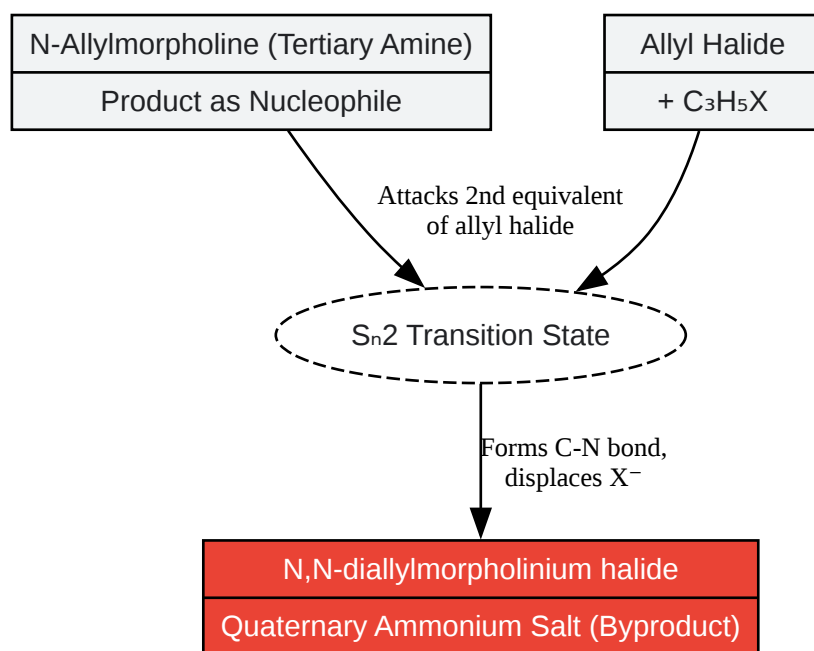 N-Allylmorpholine (Tertiary Amine)
Product as Nucleophile
Allyl Halide
+ C₃H₅X
Attacks 2nd equivalent
of allyl halide
Sₙ2 Transition State
Forms C-N bond,
displaces X⁻
N,N-diallylmorpholinium halide
Quaternary Ammonium Salt (Byproduct)